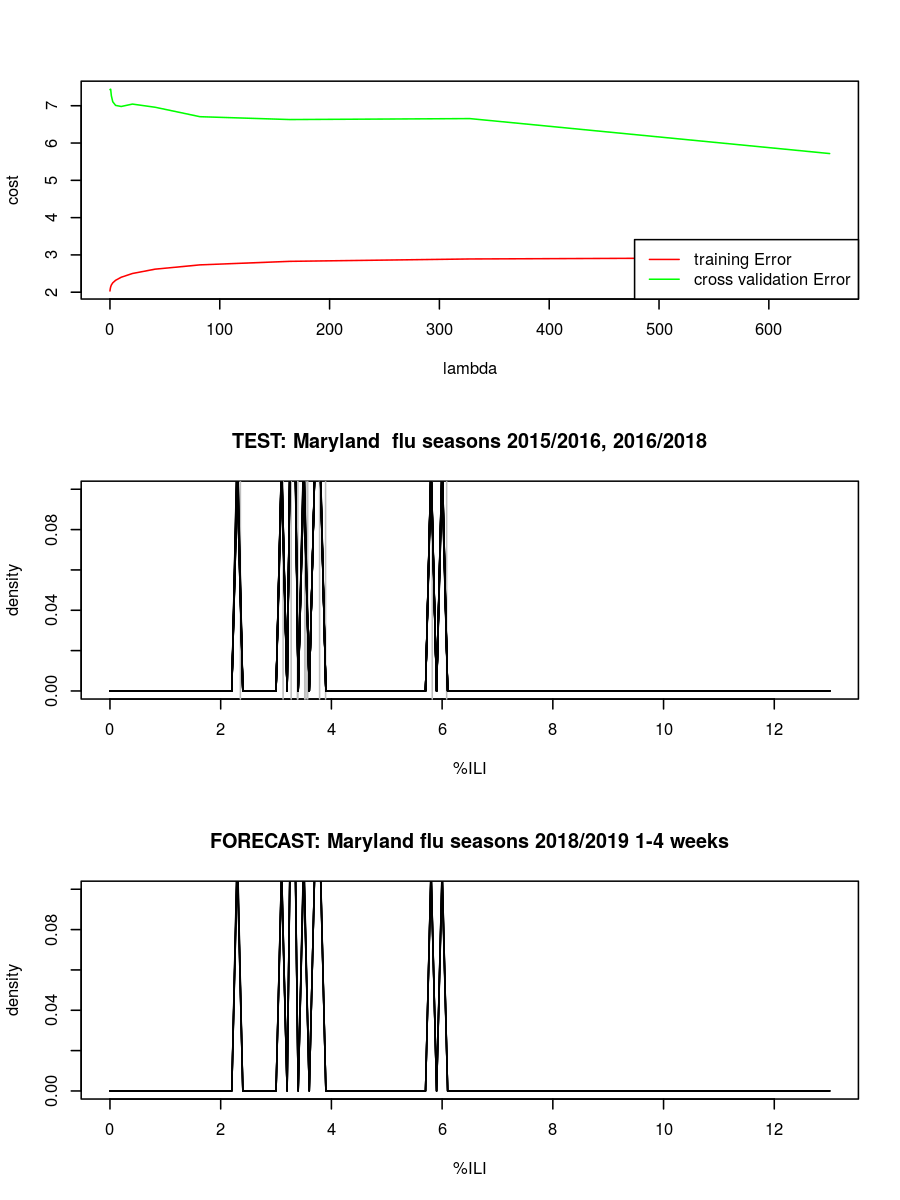 7
6
5
4
3
2
cost
training Error
cross validation Error
0 100 200 300 400 500 600
lambda
TEST: Maryland  flu seasons 2015/2016, 2016/2018
0.08
0.04
0.00
density
0 2 4 6 8 10 12
%ILI
FORECAST: Maryland flu seasons 2018/2019 1-4 weeks
0.08
0.04
0.00
density
0 2 4 6 8 10 12
%ILI